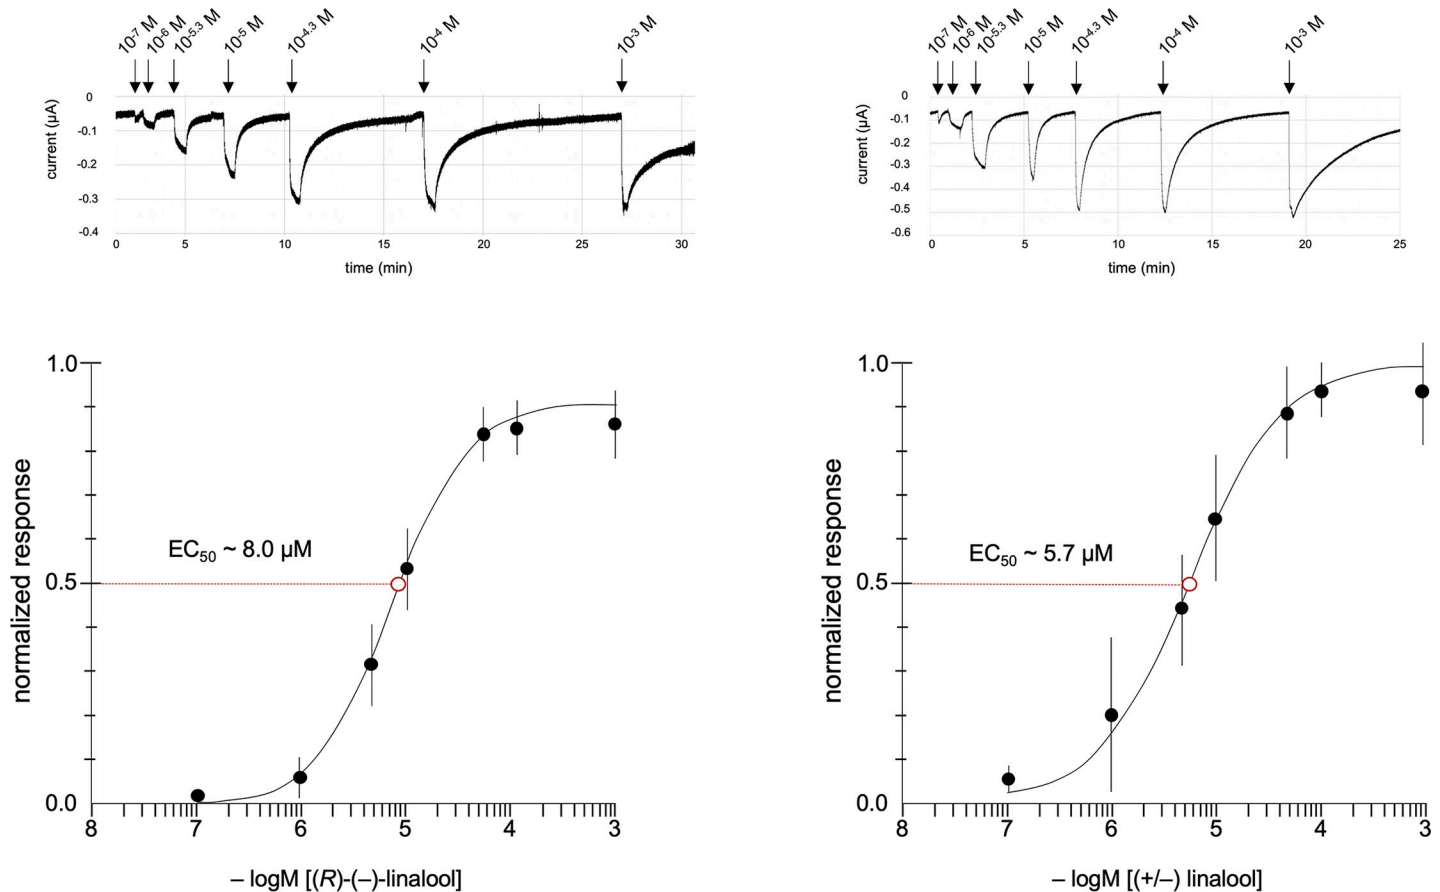 10⁻⁷ M
10⁻⁶ M
10⁻⁵·³ M
10⁻⁵ M
10⁻⁴·³ M
10⁻⁴ M
10⁻³ M
current (µA)
0
-0.1
-0.2
-0.3
-0.4
0 5 10 15 20 25 30
time (min)
10⁻⁷ M
10⁻⁶ M
10⁻⁵·³ M
10⁻⁵ M
10⁻⁴·³ M
10⁻⁴ M
10⁻³ M
current (µA)
0
-0.1
-0.2
-0.3
-0.4
-0.5
-0.6
0 5 10 15 20 25
time (min)
normalized response
1.0
EC₅₀ ~ 8.0 µM
0.5
0.0
8 7 6 5 4 3
– logM [(R)-(–)-linalool]
normalized response
1.0
EC₅₀ ~ 5.7 µM
0.5
0.0
8 7 6 5 4 3
– logM [(+/–) linalool]